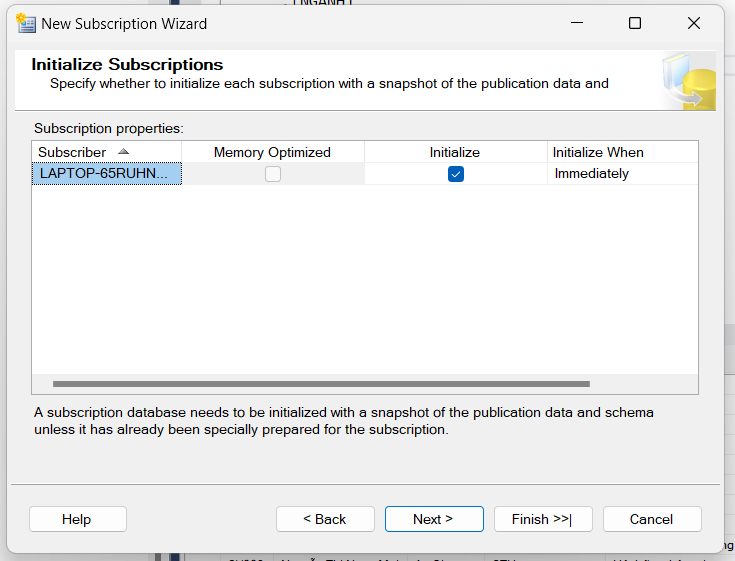 New Subscription Wizard
Initialize Subscriptions
Specify whether to initialize each subscription with a snapshot of the publication data and
Subscription properties:
Subscriber Memory Optimized Initialize Initialize When
LAPTOP-65RUHN... Immediately
A subscription database needs to be initialized with a snapshot of the publication data and schema
unless it has already been specially prepared for the subscription.
Help < Back Next > Finish >>| Cancel